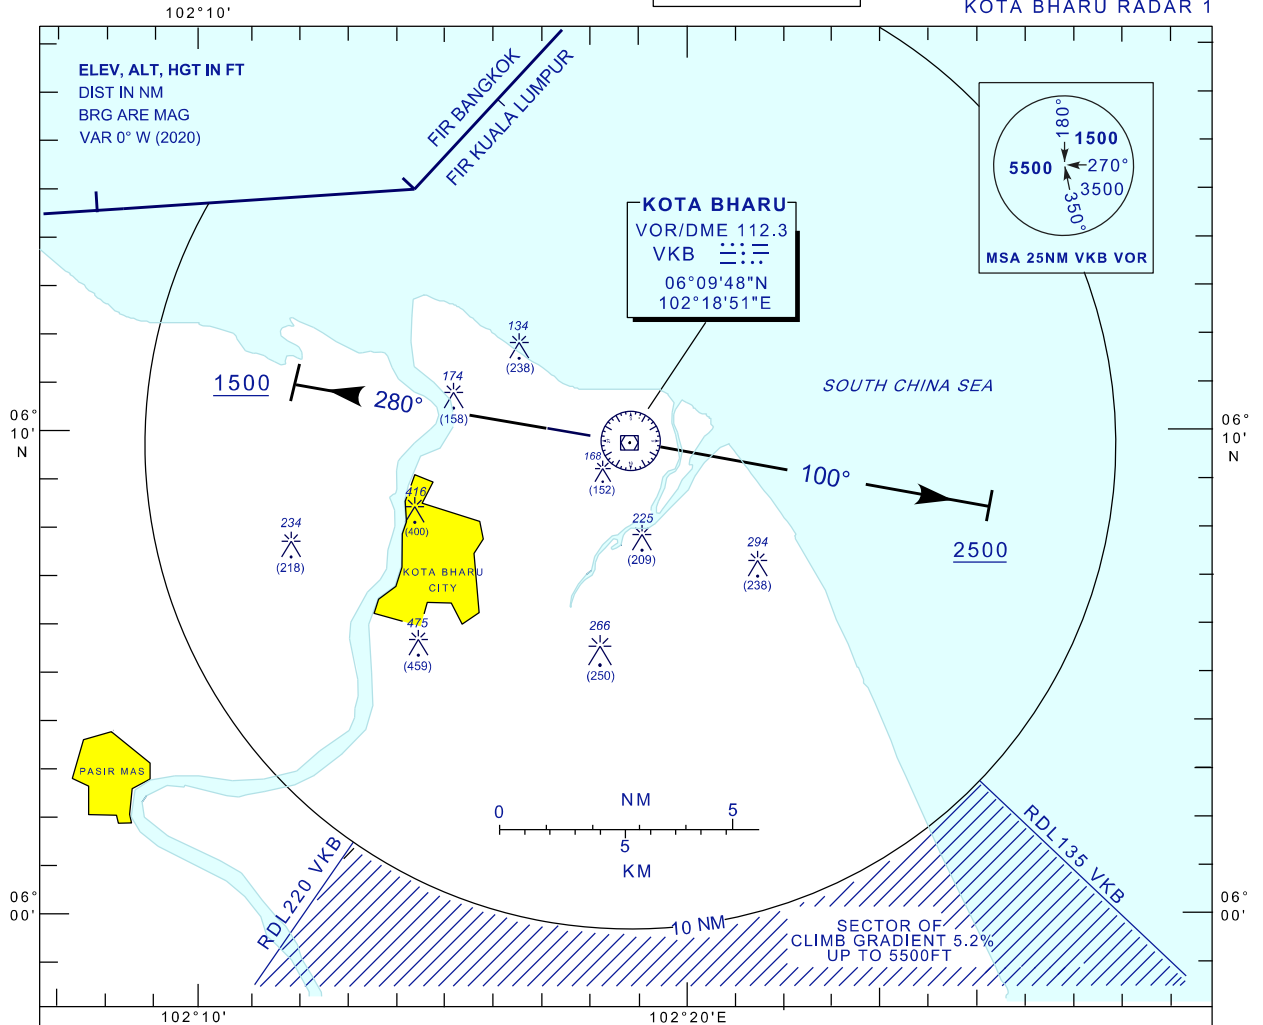 KOTA BHARU RADAR 1
102°10'
ELEV, ALT, HGT IN FT
DIST IN NM
BRG ARE MAG
VAR 0° W (2020)
FIR BANGKOK
FIR KUALA LUMPUR
180°
1500
5500
270°
3500
350°
MSA 25NM VKB VOR
KOTA BHARU
VOR/DME 112.3
VKB
06°09'48"N
102°18'51"E
134
(238)
174
(158)
1500
280°
SOUTH CHINA SEA
06°
10'
N
06°
10'
N
168
(152)
100°
2500
416
(400)
234
(218)
225
(209)
294
(238)
KOTA BHARU
CITY
475
(459)
266
(250)
PASIR MAS
0
NM
5
5
KM
RDL220 VKB
RDL135 VKB
10 NM
SECTOR OF
CLIMB GRADIENT 5.2%
UP TO 5500FT
06°
00'
06°
00'
102°10'
102°20'E